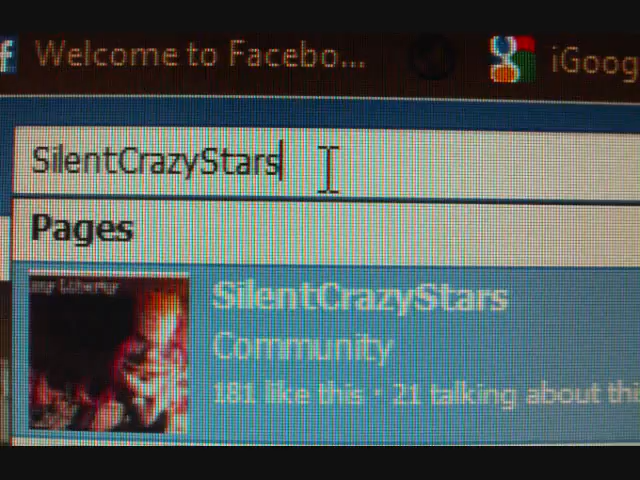 Welcome to Facebo...
iGoog
SilentCrazyStars
Pages
SilentCrazyStars
Community
181 like this · 21 talking about thi